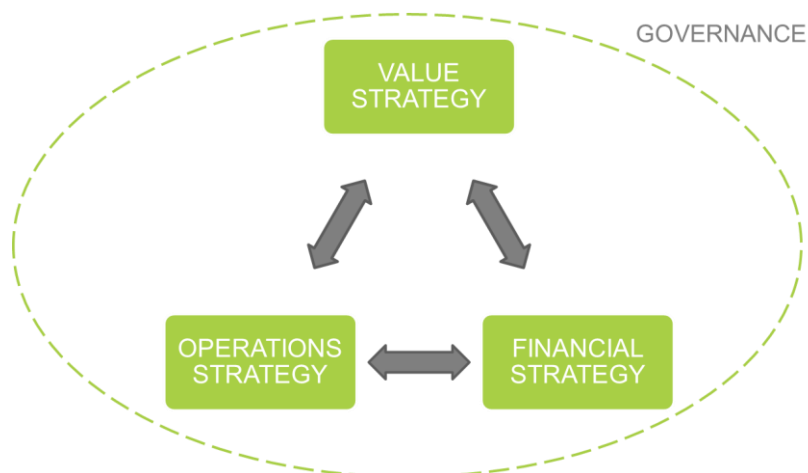 GOVERNANCE
VALUE
STRATEGY
OPERATIONS
STRATEGY
FINANCIAL
STRATEGY